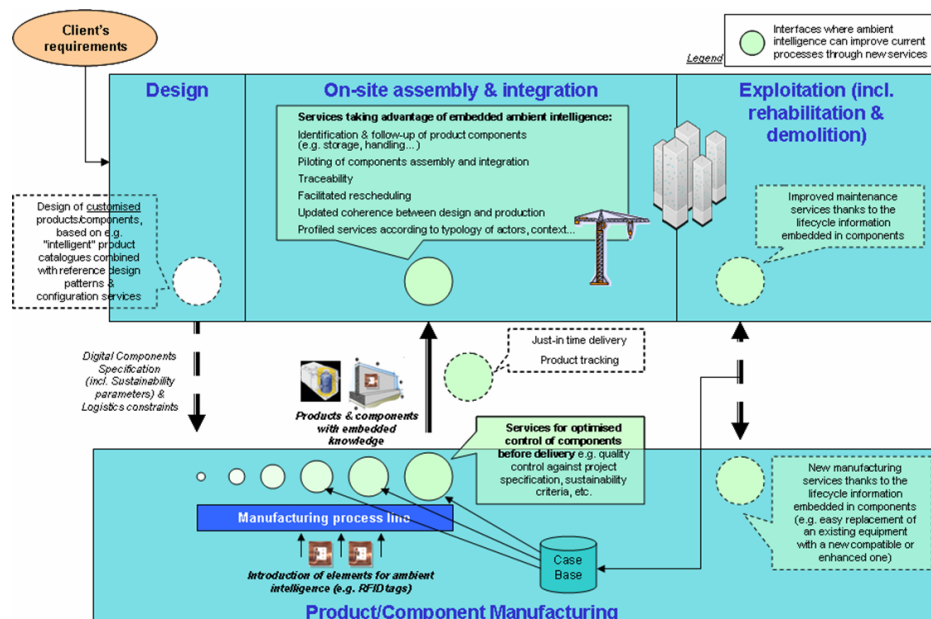 Client's
requirements
Interfaces where ambient
intelligence can improve current
processes through new services
Legend
Design
On-site assembly & integration
Exploitation (incl.
rehabilitation &
demolition)
Services taking advantage of embedded ambient intelligence:
Identification & follow-up of product components
(e.g. storage, handling...)
Piloting of components assembly and integration
Traceability
Facilitated rescheduling
Updated coherence between design and production
Profiled services according to typology of actors, context...
Design of customised
products/components,
based on e.g.
"intelligent" product
catalogues combined
with reference design
patterns &
configuration services
Improved maintenance
services thanks to the
lifecycle information
embedded in components
Digital Components
Specification
(incl. Sustainability
parameters) &
Logistics constraints
Just-in time delivery
Product tracking
Products & components
with embedded
knowledge
Services for optimised
control of components
before delivery e.g. quality
control against project
specification, sustainability
criteria, etc.
New manufacturing
services thanks to the
lifecycle information
embedded in components
(e.g. easy replacement of
an existing equipment
with a new compatible or
enhanced one)
Manufacturing process line
Introduction of elements for ambient
intelligence (e.g. RFID tags)
Case
Base
Product/Component Manufacturing